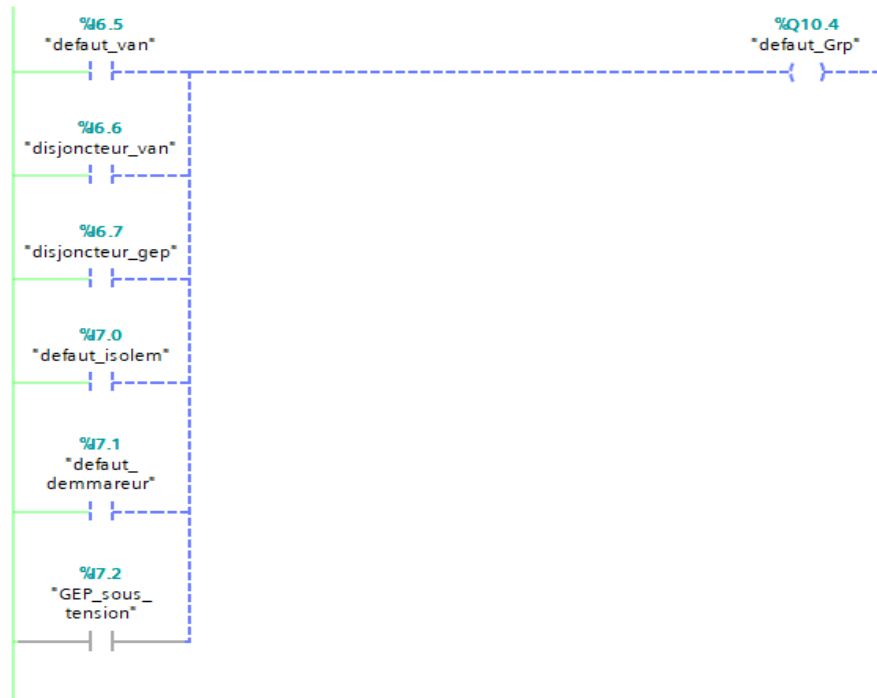 %I6.5
"defaut_van"
%Q10.4
"defaut_Grp"
%I6.6
"disjoncteur_van"
%I6.7
"disjoncteur_gep"
%I7.0
"defaut_isolem"
%I7.1
"defaut_
demmareur"
%I7.2
"GEP_sous_
tension"